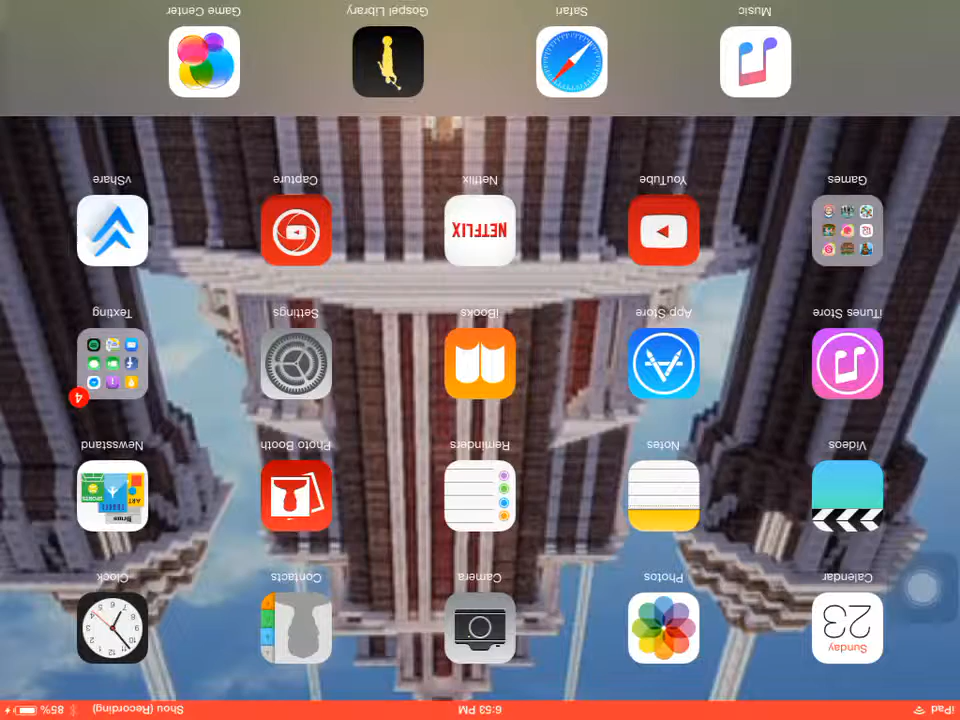 iPad 6:53 PM Shou (Recording) 85%
Sunday
23
Calendar Photos Camera Contacts Clock
ART SPORTS
Videos Notes Reminders Photo Booth Newsstand
4
iTunes Store App Store iBooks Settings Texting
NETFLIX
Games YouTube Netflix Capture vShare
Music Safari Gospel Library Game Center